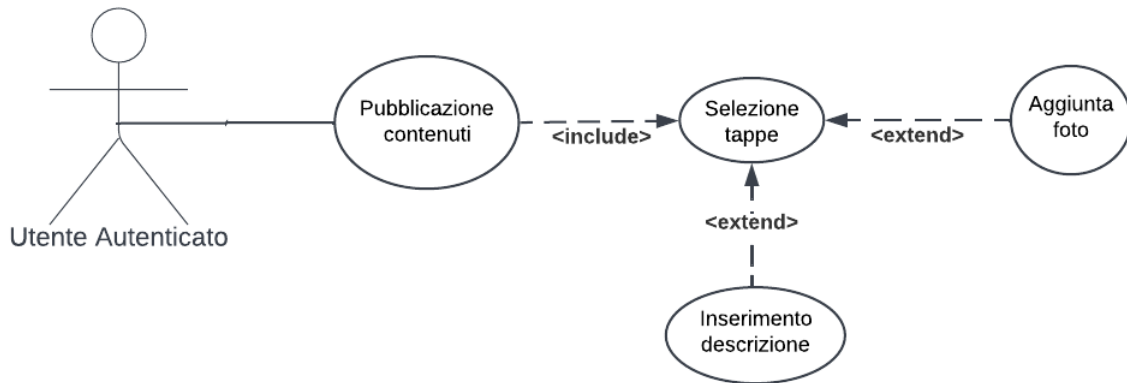 Pubblicazione
contenuti
<include>
Selezione
tappe
<extend>
Aggiunta
foto
<extend>
Utente Autenticato
Inserimento
descrizione